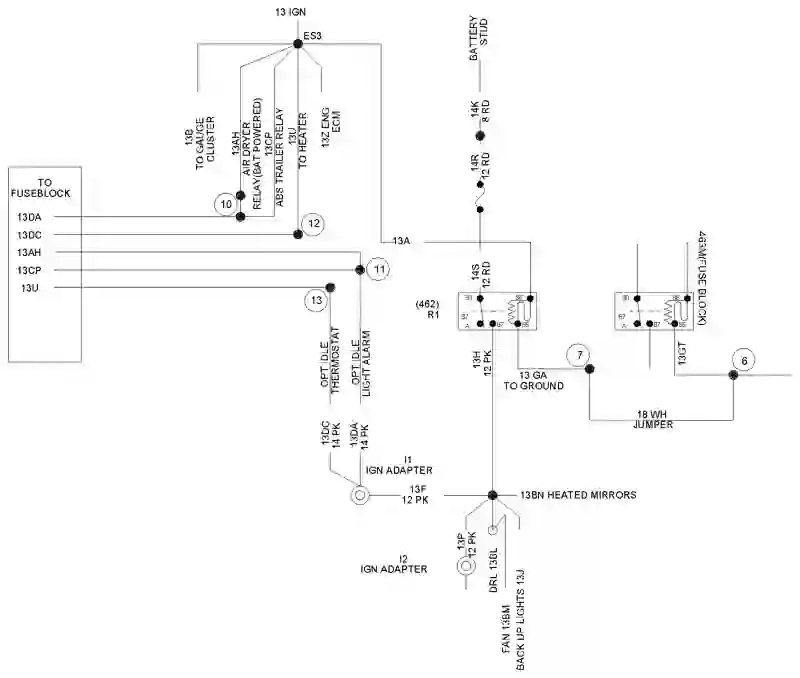 13 IGN
ES3
BATTERY
STUD
14K
8 RD
13B
TO GAUGE
CLUSTER
13AH
AIR DRYER
RELAY(BAT POWERED)
13CP
ABS TRAILER RELAY
13U
TO HEATER
13Z ENG
ECM
14R
12 RD
TO
FUSEBLOCK
10
12
13DA
13DC
13AH
13CP
13U
11
13
13A
14S
12 RD
(462)
R1
87
A
87
85
463M(FUSE BLOCK)
87
A
87
13H
12 PK
13 GA
TO GROUND
7
13GT
6
18 WH
JUMPER
OPT IDLE
THERMOSTAT
OPT IDLE
LIGHT ALARM
13DC
14 PK
13DA
14 PK
I1
IGN ADAPTER
13F
12 PK
13BN HEATED MIRRORS
13P
12 PK
I2
IGN ADAPTER
DRL 13BL
FAN 13BM
BACK UP LIGHTS 13J